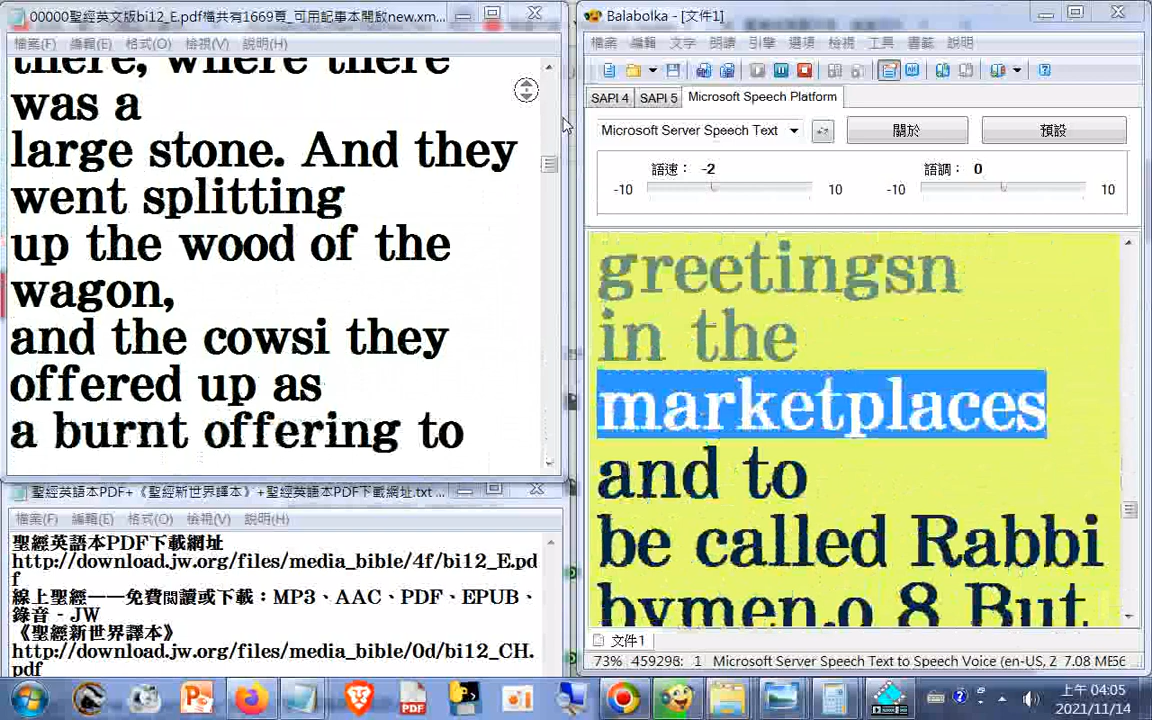 00000聖經英文版bi12_E.pdf檔共有1669頁_可用記事本開啟new.xm...
檔案(F) 編輯(E) 格式(O) 檢視(V) 說明(H)
there, where there
was a
large stone. And they
went splitting
up the wood of the
wagon,
and the cowsi they
offered up as
a burnt offering to
聖經英語本PDF+《聖經新世界譯本》+聖經英語本PDF下載網址.txt ...
檔案(F) 編輯(E) 格式(O) 檢視(V) 說明(H)
聖經英語本PDF下載網址
http://download.jw.org/files/media_bible/4f/bi12_E.pd
f
線上聖經——免費閱讀或下載：MP3、AAC、PDF、EPUB、
錄音 - JW
《聖經新世界譯本》
http://download.jw.org/files/media_bible/0d/bi12_CH.
pdf
Balabolka - [文件1]
檔案 編輯 文字 朗讀 引擎 選項 檢視 工具 書籤 說明
SAPI 4 SAPI 5 Microsoft Speech Platform
Microsoft Server Speech Text 關於 預設
語速： -2 語調： 0
-10 10 -10 10
greetingsn
in the
marketplaces
and to
be called Rabbi
bymen.o 8 But
文件1
73% 459298: 1 Microsoft Server Speech Text to Speech Voice (en-US, Z 7.08 ME
上午 04:05
2021/11/14